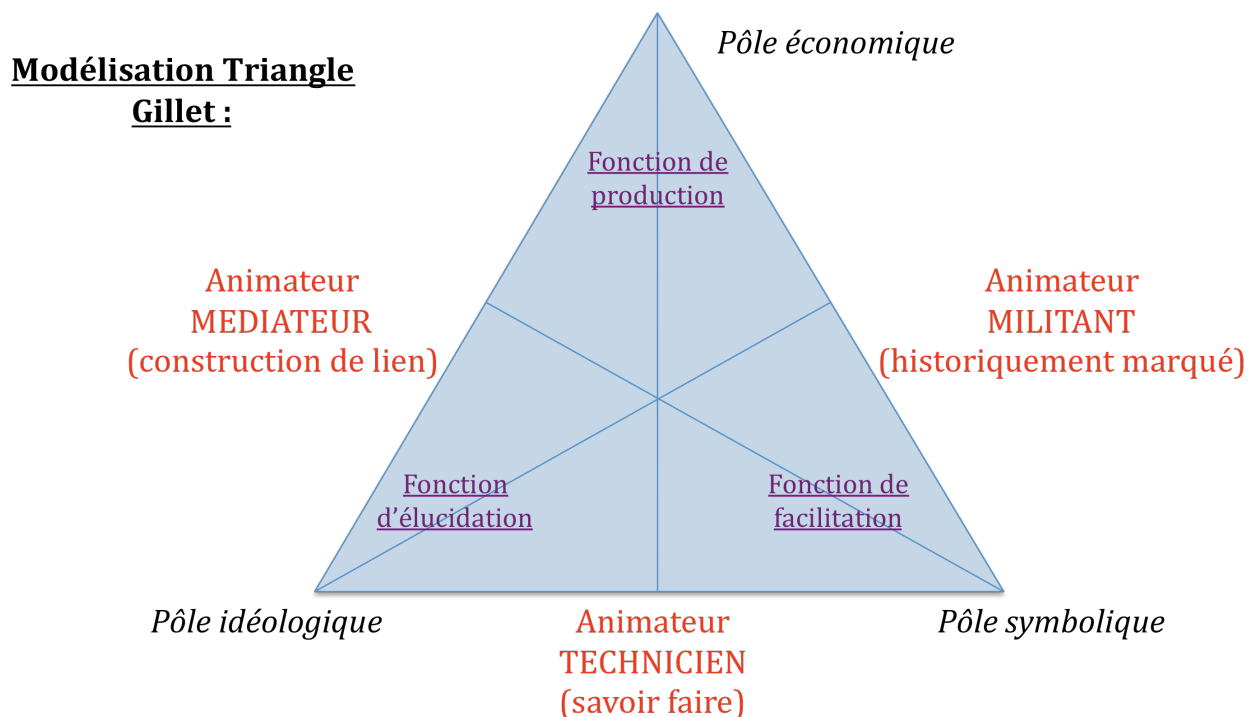 Modélisation Triangle
Gillet :
Pôle économique
Fonction de
production
Animateur
MEDIATEUR
(construction de lien)
Animateur
MILITANT
(historiquement marqué)
Fonction
d’élucidation
Fonction de
facilitation
Pôle idéologique
Animateur
TECHNICIEN
(savoir faire)
Pôle symbolique